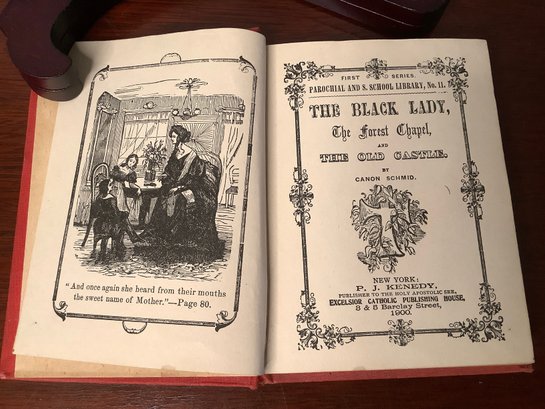 "And once again she heard from their mouths
the sweet name of Mother."—Page 80.
FIRST SERIES.
PAROCHIAL AND S. SCHOOL LIBRARY, No. 11.
THE BLACK LADY,
The Forest Chapel,
AND
THE OLD CASTLE.
BY
CANON SCHMID.
NEW YORK:
P. J. KENEDY,
PUBLISHER TO THE HOLY APOSTOLIC SEE,
EXCELSIOR CATHOLIC PUBLISHING HOUSE,
3 & 5 Barclay Street,
1900.